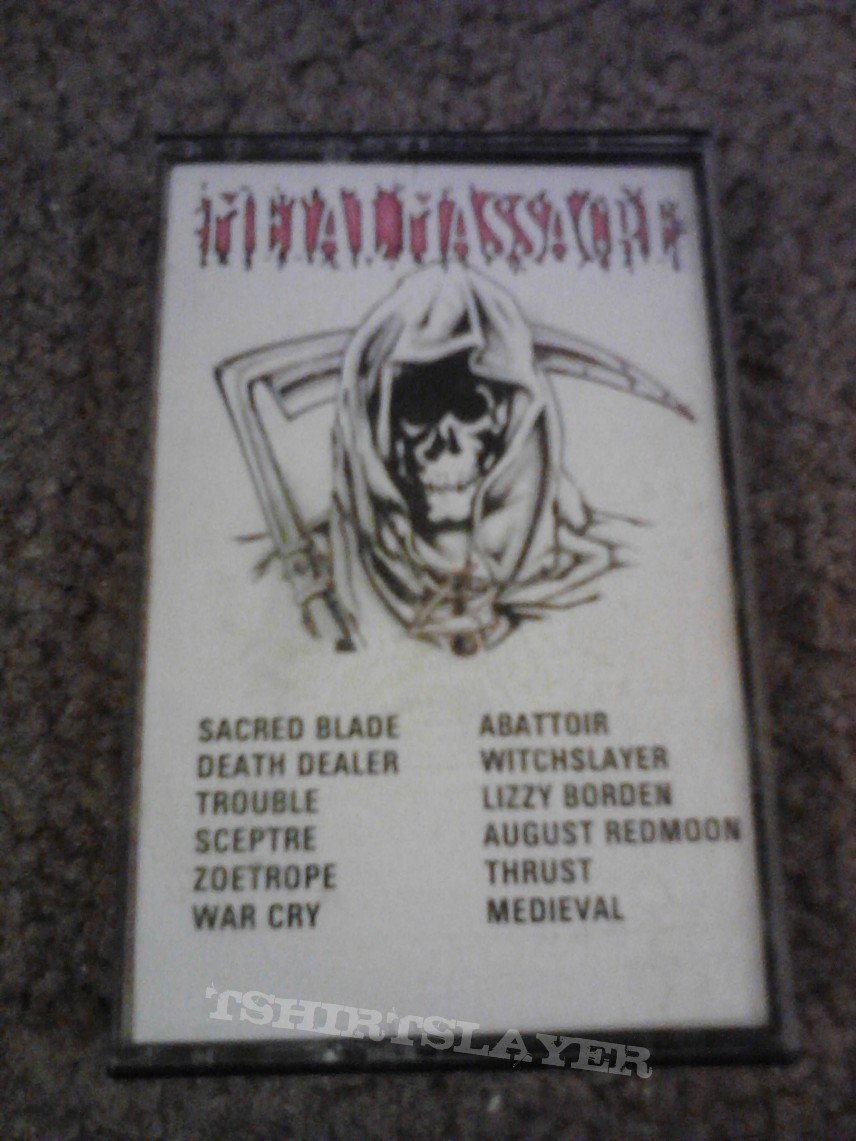 METAL MASSACRE
SACRED BLADE
DEATH DEALER
TROUBLE
SCEPTRE
ZOETROPE
WAR CRY
ABATTOIR
WITCHSLAYER
LIZZY BORDEN
AUGUST REDMOON
THRUST
MEDIEVAL
TSHIRTSLAYER